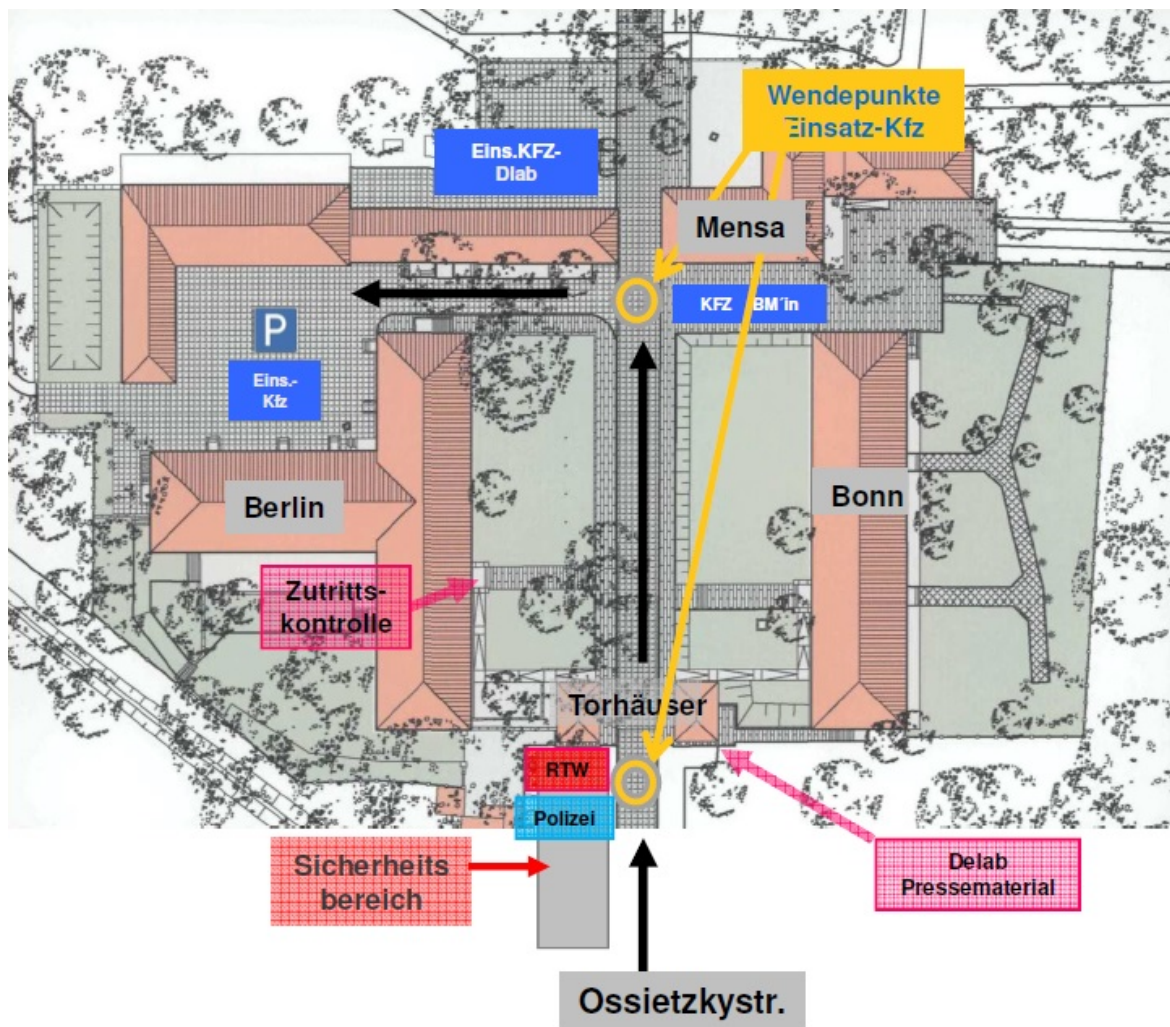 Wendepunkte
Einsatz-Kfz
Eins.KFZ-
Dlab
Mensa
KFZ BM´in
P
Eins.-
Kfz
Berlin
Bonn
Zutritts-
kontrolle
Torhäuser
RTW
Polizei
Sicherheits
bereich
Delab
Pressematerial
Ossietzkystr.